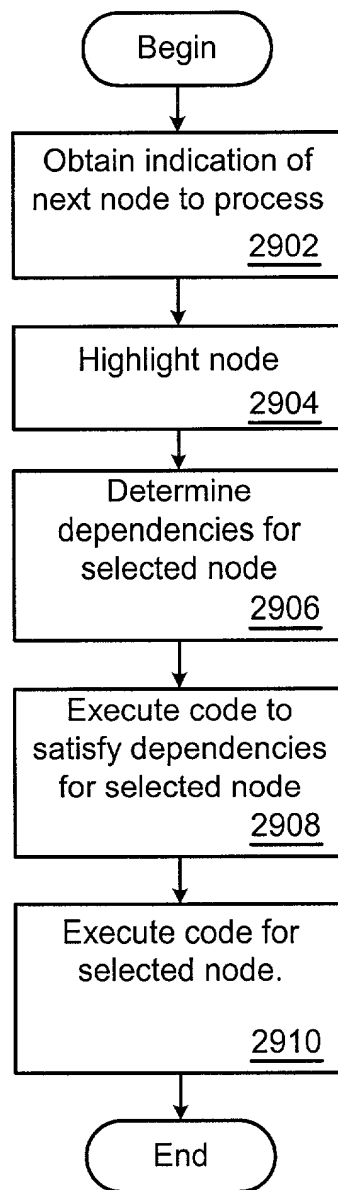 Begin
Obtain indication of
next node to process
2902
Highlight node
2904
Determine
dependencies for
selected node
2906
Execute code to
satisfy dependencies
for selected node
2908
Execute code for
selected node.
2910
End